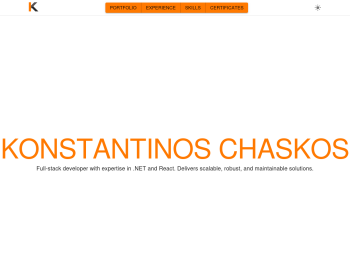 K
PORTFOLIO EXPERIENCE SKILLS CERTIFICATES
KONSTANTINOS CHASKOS
Full-stack developer with expertise in .NET and React. Delivers scalable, robust, and maintainable solutions.